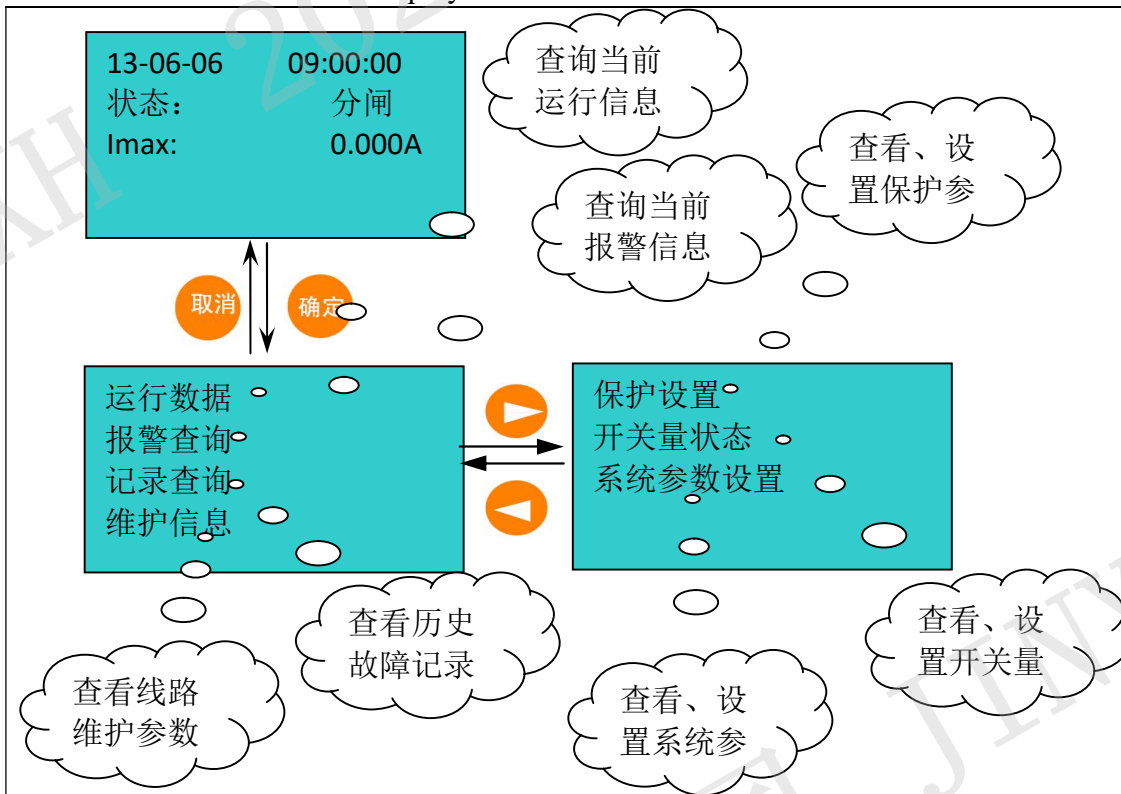 13-06-06 09:00:00
状态： 分闸
Imax: 0.000A
查询当前
运行信息
查询当前
报警信息
查看、设
置保护参
取消
确定
运行数据
报警查询
记录查询
维护信息
保护设置
开关量状态
系统参数设置
查看线路
维护参数
查看历史
故障记录
查看、设
置系统参
查看、设
置开关量